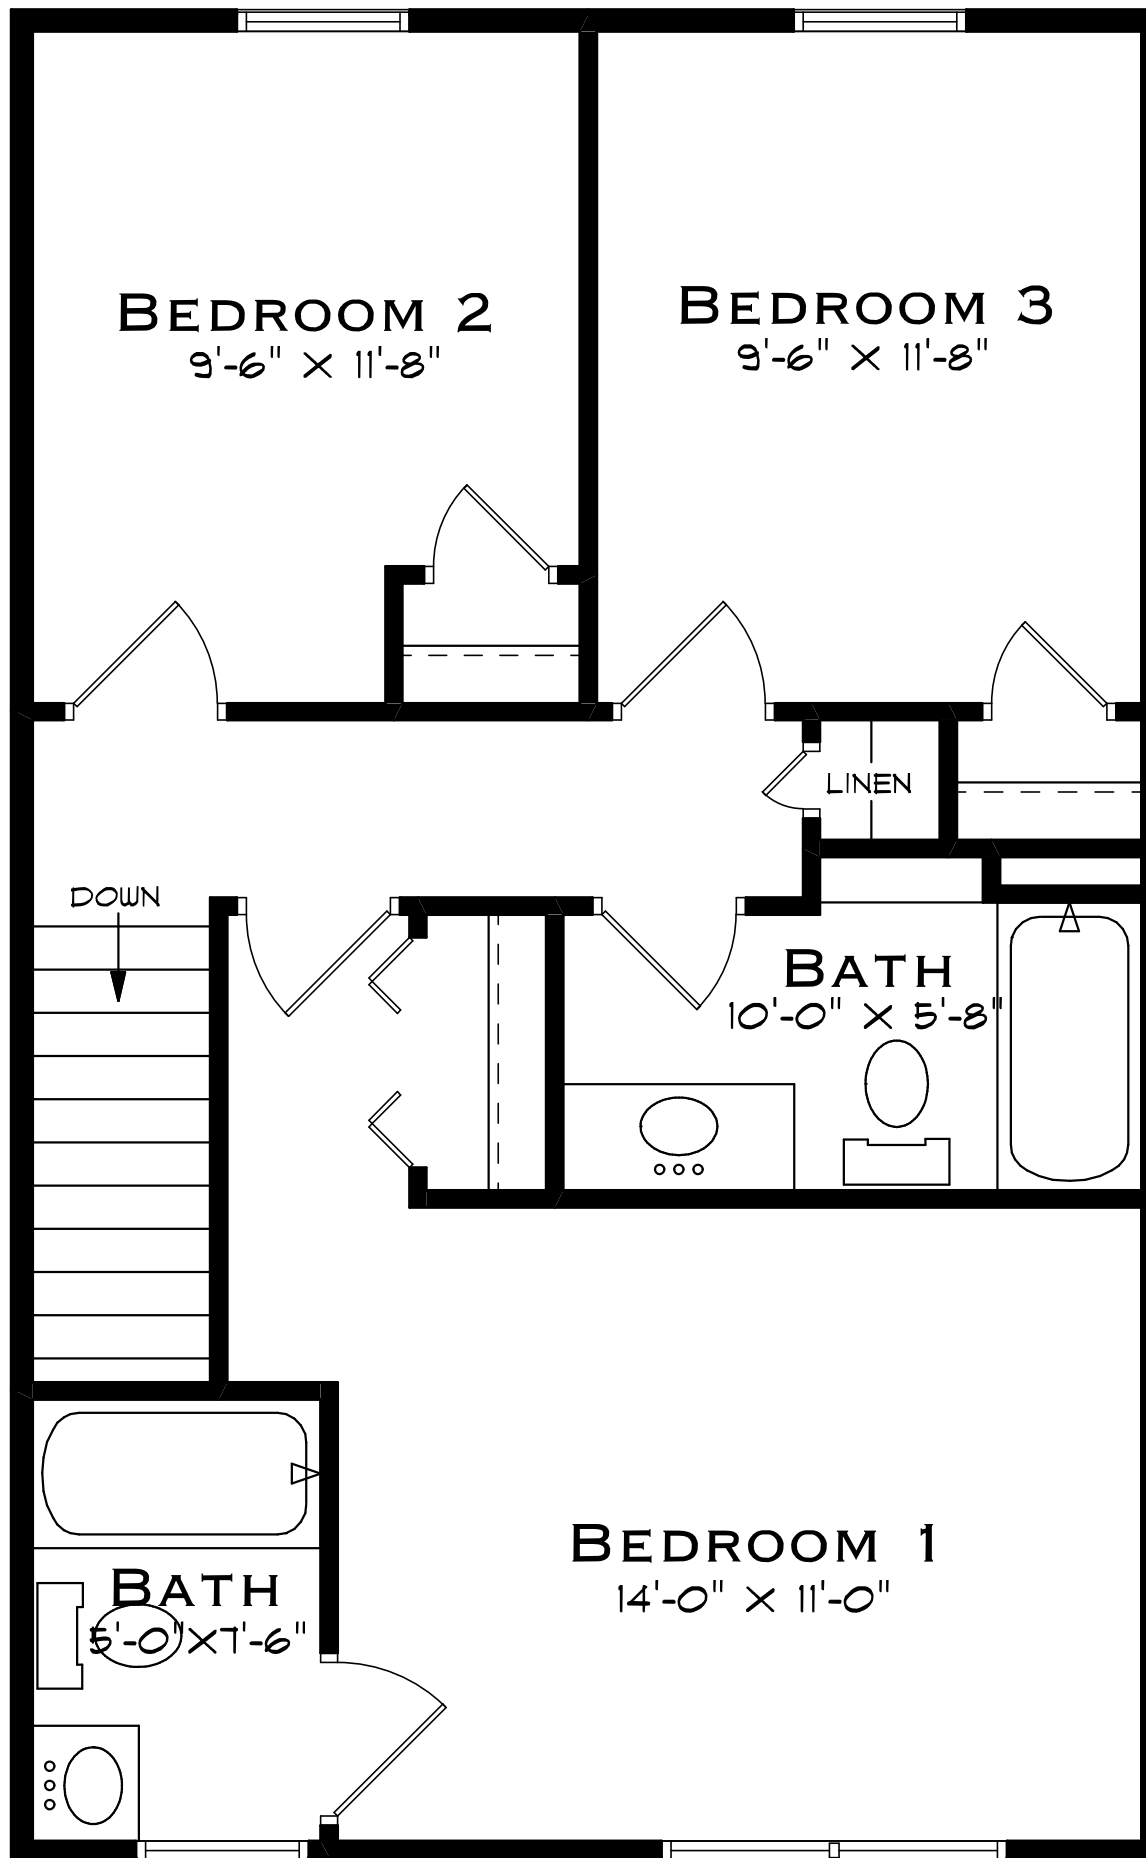 BEDROOM 2
9'-6" X 11'-8"
BEDROOM 3
9'-6" X 11'-8"
LINEN
DOWN
BATH
10'-0" X 5'-8"
BEDROOM 1
14'-0" X 11'-0"
BATH
5'-0"X7'-6"